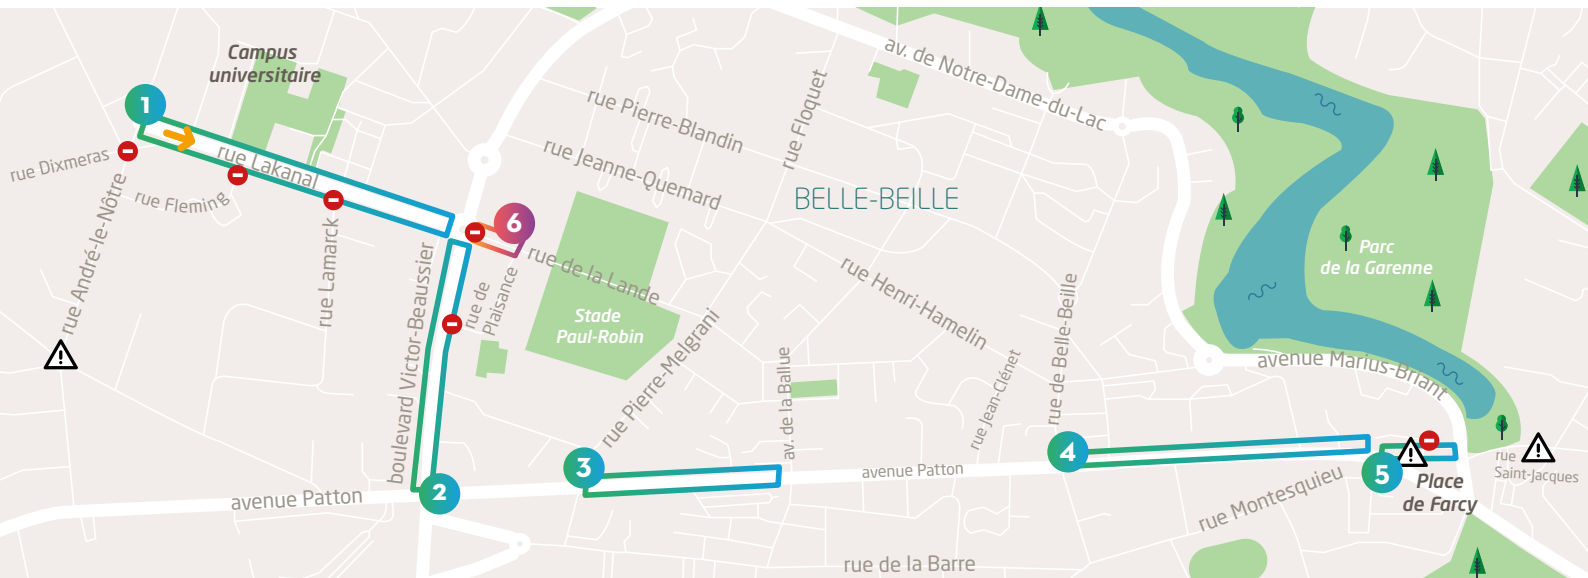 Campus
universitaire
1
rue Dixmeras
rue Lakanal
rue Fleming
rue André-le-Nôtre
rue Lamarck
boulevard Victor-Beaussier
6
rue de
Plaisance
rue de la Lande
rue Pierre-Blandin
rue Jeanne-Quemard
rue Floquet
av. de Notre-Dame-du-Lac
BELLE-BEILLE
Stade
Paul-Robin
rue Pierre-Melgrani
rue Henri-Hamelin
rue Jean-Clénet
rue de Belle-Beille
av. de la Ballue
Parc
de la Garenne
avenue Marius-Briant
2
3
4
5
avenue Patton
avenue Patton
rue Montesquieu
Place
de Farcy
rue
Saint-Jacques
rue de la Barre